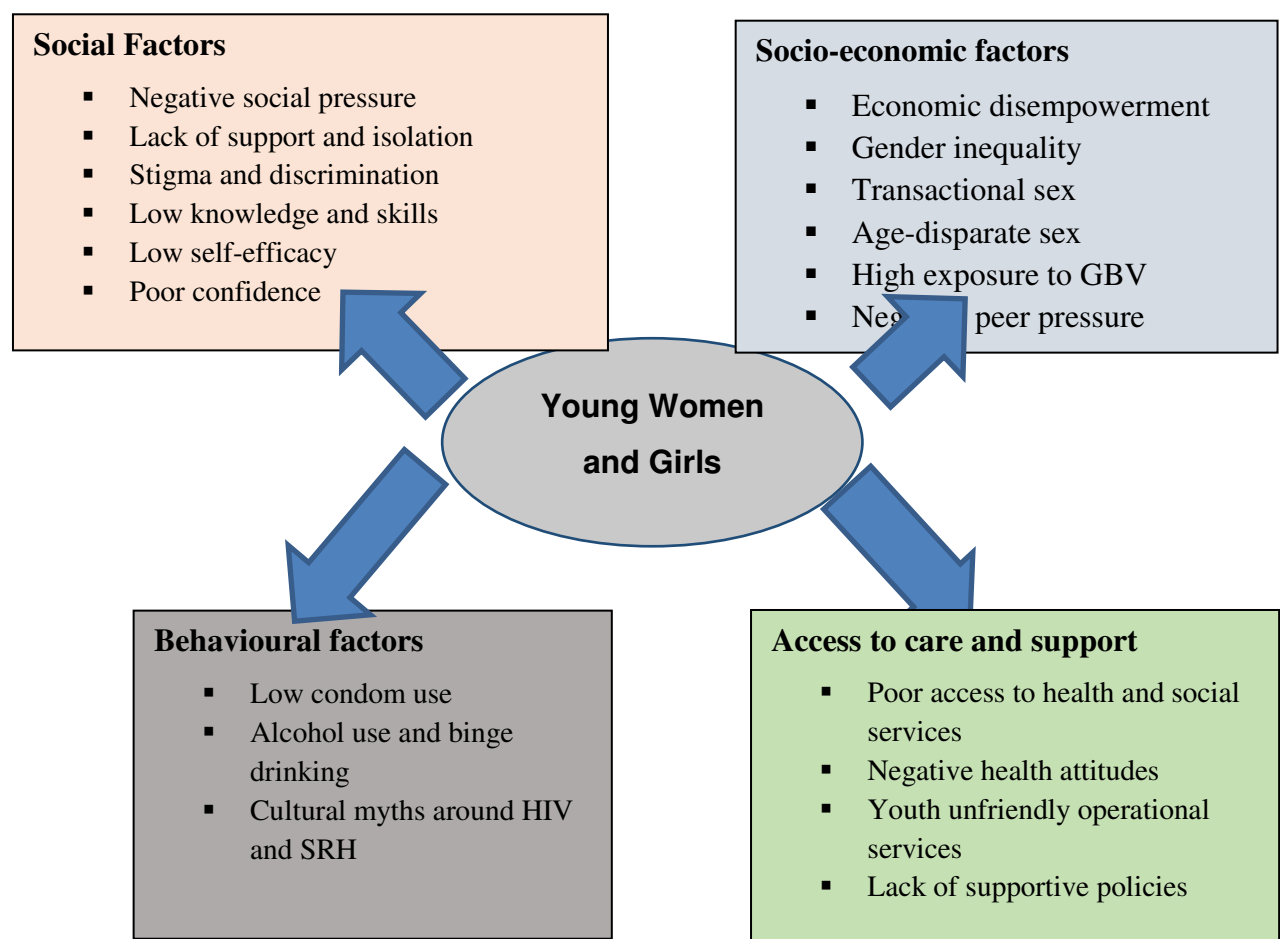 Social Factors
▪ Negative social pressure
▪ Lack of support and isolation
▪ Stigma and discrimination
▪ Low knowledge and skills
▪ Low self-efficacy
▪ Poor confidence
Socio-economic factors
▪ Economic disempowerment
▪ Gender inequality
▪ Transactional sex
▪ Age-disparate sex
▪ High exposure to GBV
▪ peer pressure
Young Women
and Girls
Behavioural factors
▪ Low condom use
▪ Alcohol use and binge
drinking
▪ Cultural myths around HIV
and SRH
Access to care and support
▪ Poor access to health and social
services
▪ Negative health attitudes
▪ Youth unfriendly operational
services
▪ Lack of supportive policies